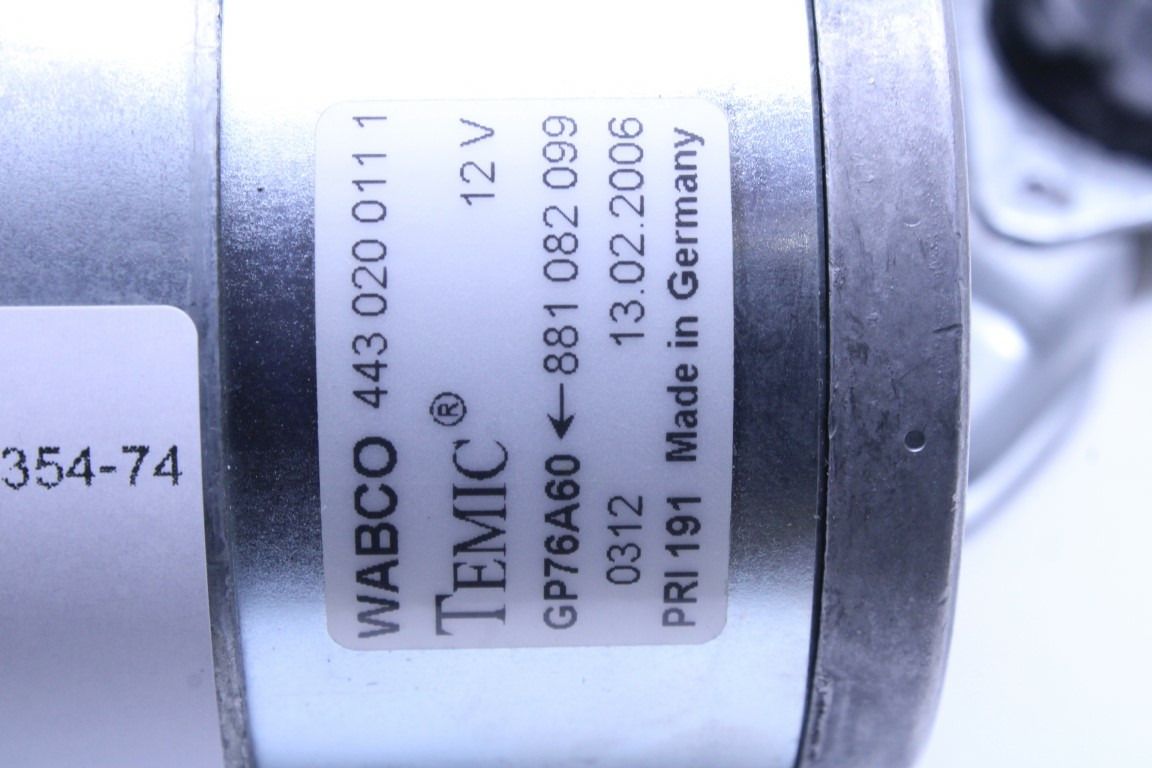 WABCO 443 020 011 1
TEMIC® 12 V
GP76A60 ←881 082 099
0312 13.02.2006
PRI 191 Made in Germany
354-74